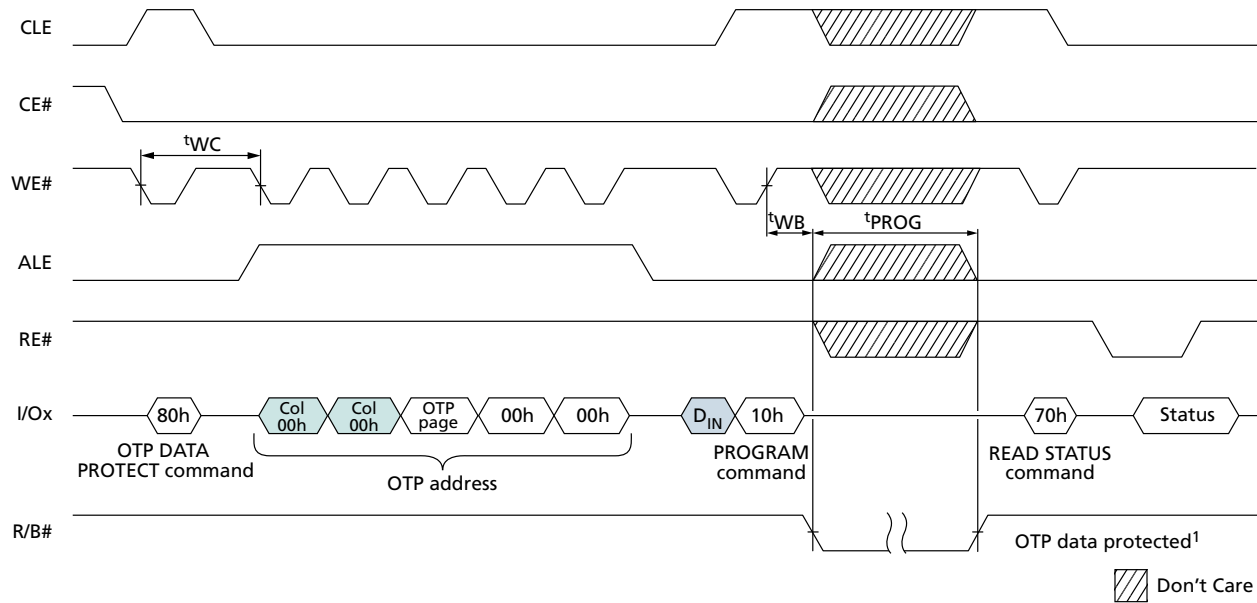 CLE
CE#
tWC
WE#
tWB
tPROG
ALE
RE#
I/Ox
80h
Col 00h
Col 00h
OTP page
00h
00h
DIN
10h
70h
Status
OTP DATA PROTECT command
OTP address
PROGRAM command
READ STATUS command
R/B#
OTP data protected1
Don't Care